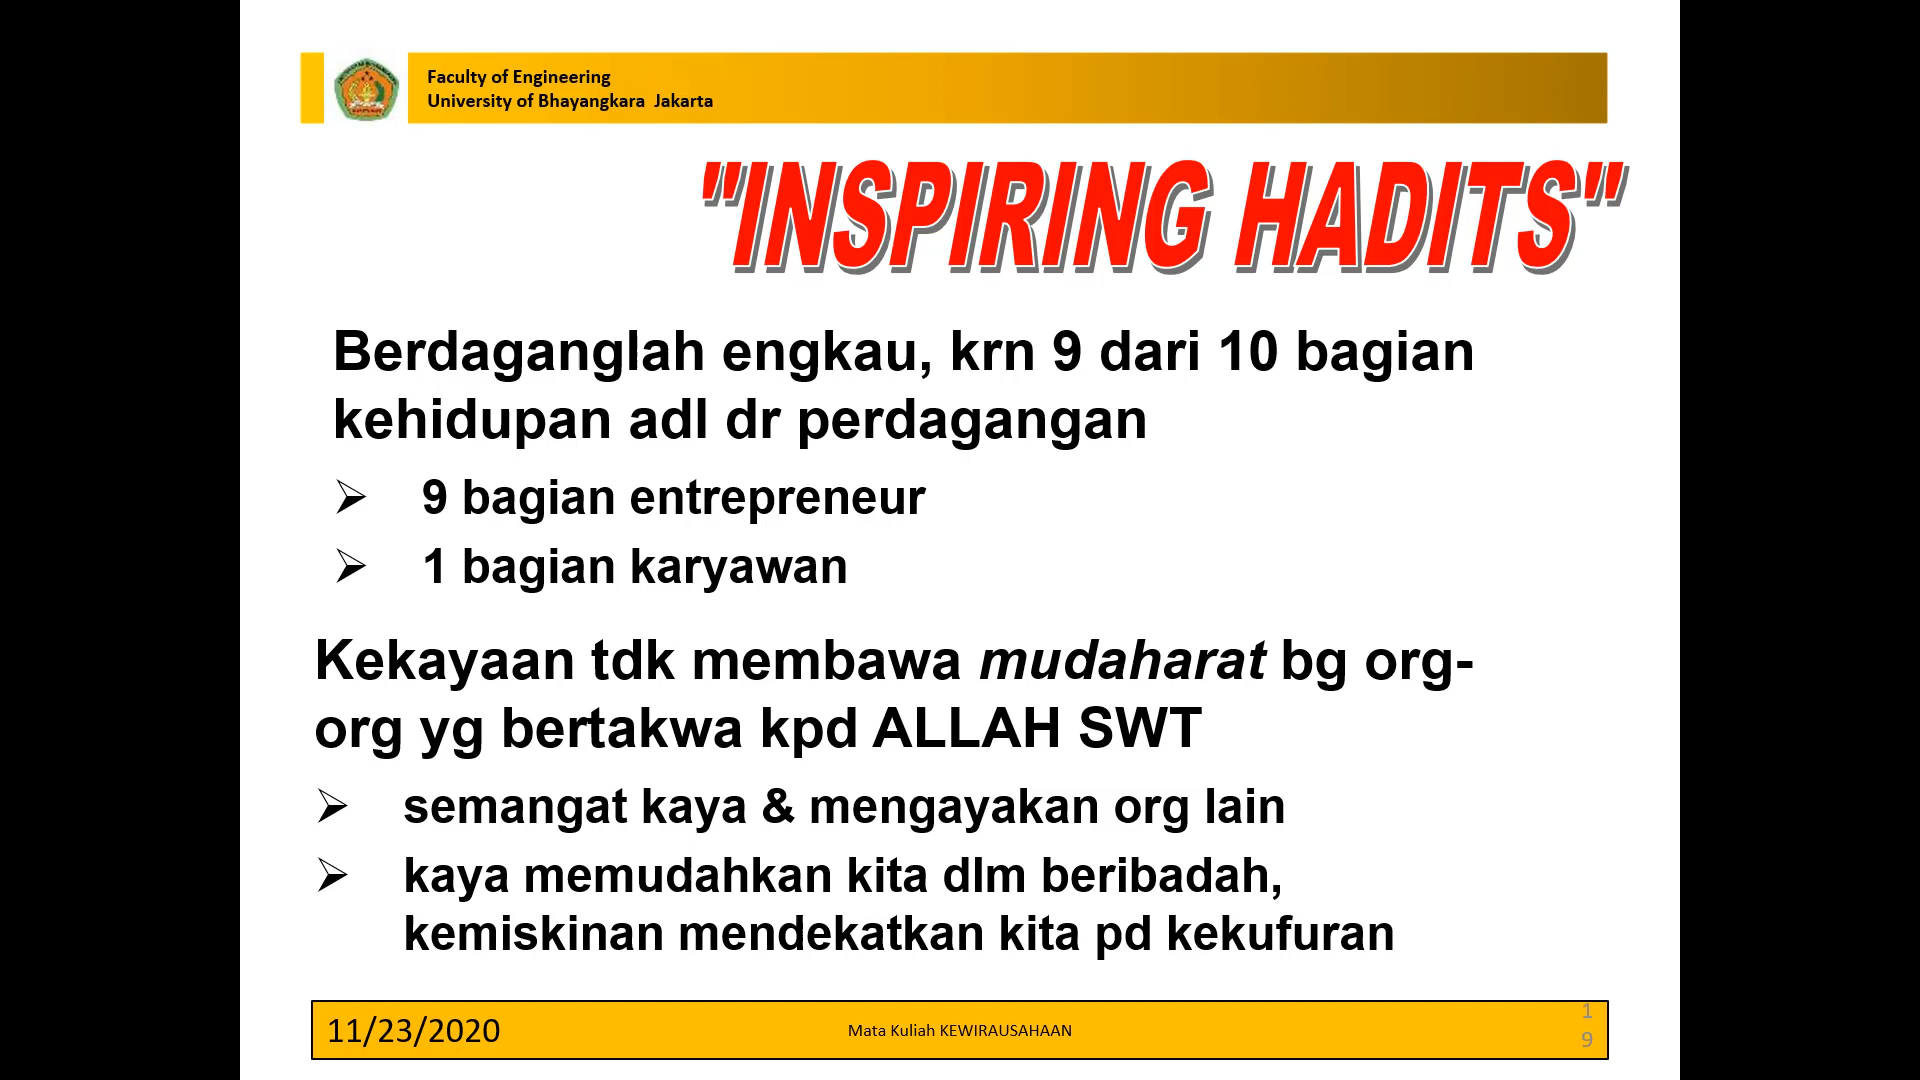 Faculty of Engineering
University of Bhayangkara Jakarta
"INSPIRING HADITS"
Berdaganglah engkau, krn 9 dari 10 bagian
kehidupan adl dr perdagangan
➢ 9 bagian entrepreneur
➢ 1 bagian karyawan
Kekayaan tdk membawa mudaharat bg org-
org yg bertakwa kpd ALLAH SWT
➢ semangat kaya & mengayakan org lain
➢ kaya memudahkan kita dlm beribadah,
kemiskinan mendekatkan kita pd kekufuran
11/23/2020
Mata Kuliah KEWIRAUSAHAAN
1
9